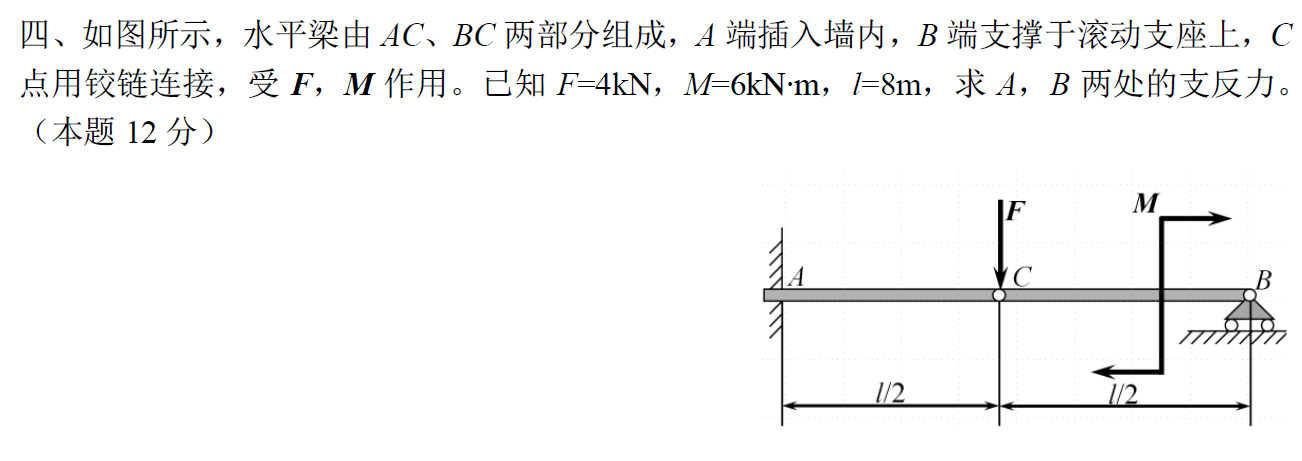 四、如图所示，水平梁由 AC、BC 两部分组成，A 端插入墙内，B 端支撑于滚动支座上，C
点用铰链连接，受 F，M 作用。已知 F=4kN，M=6kN·m，l=8m，求 A，B 两处的支反力。
（本题 12 分）
F
M
A
C
B
l/2
l/2